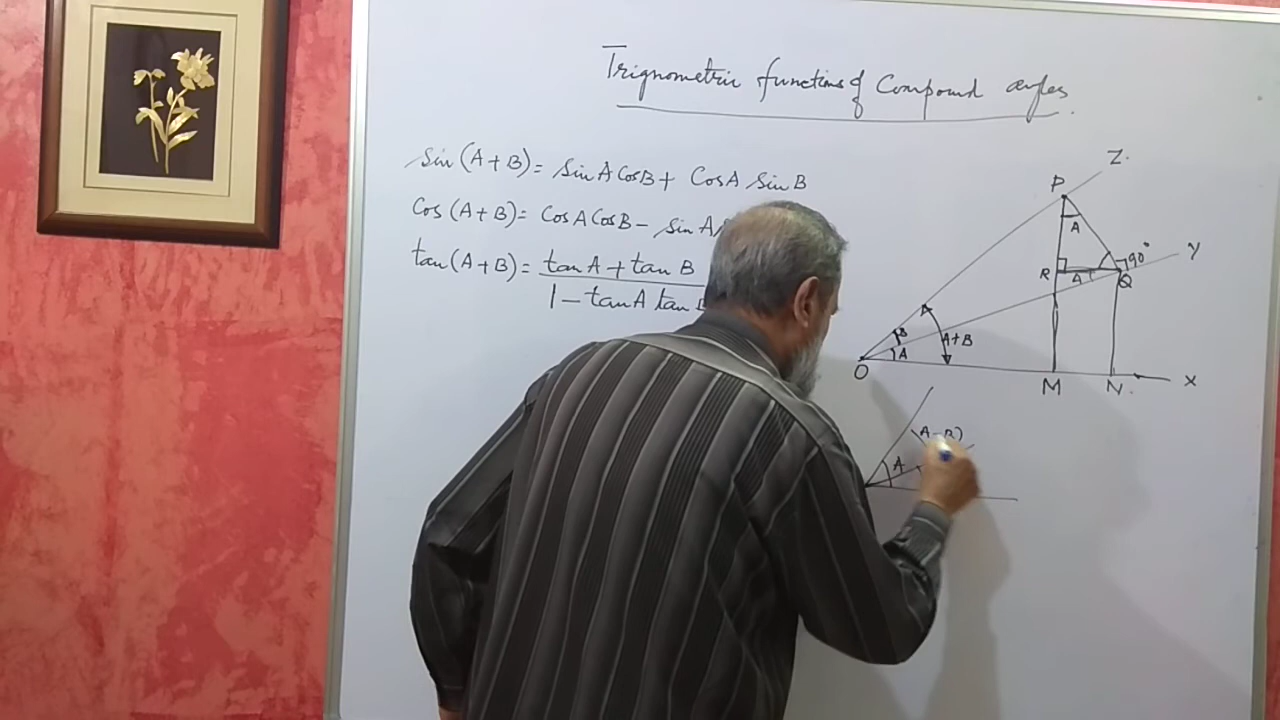 Trignometric functions of Compound angles.
sin (A+B) = sin A Cos B + Cos A sin B
Cos (A+B) = Cos A Cos B − sin A
tan (A+B) = tan A + tan B
1 − tan A tan
Z.
P
A
90°
Y
R
A
Q
B
A
A+B
O
M
N.
X
A−B)
A